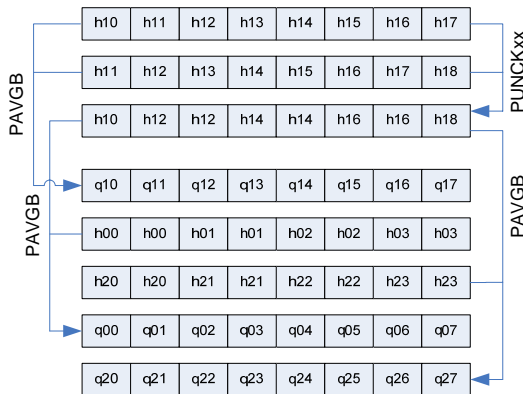 h10 h11 h12 h13 h14 h15 h16 h17
h11 h12 h13 h14 h15 h16 h17 h18
h10 h12 h12 h14 h14 h16 h16 h18
q10 q11 q12 q13 q14 q15 q16 q17
h00 h00 h01 h01 h02 h02 h03 h03
h20 h20 h21 h21 h22 h22 h23 h23
q00 q01 q02 q03 q04 q05 q06 q07
q20 q21 q22 q23 q24 q25 q26 q27
PAVGB
PAVGB
PUNCKxx
PAVGB